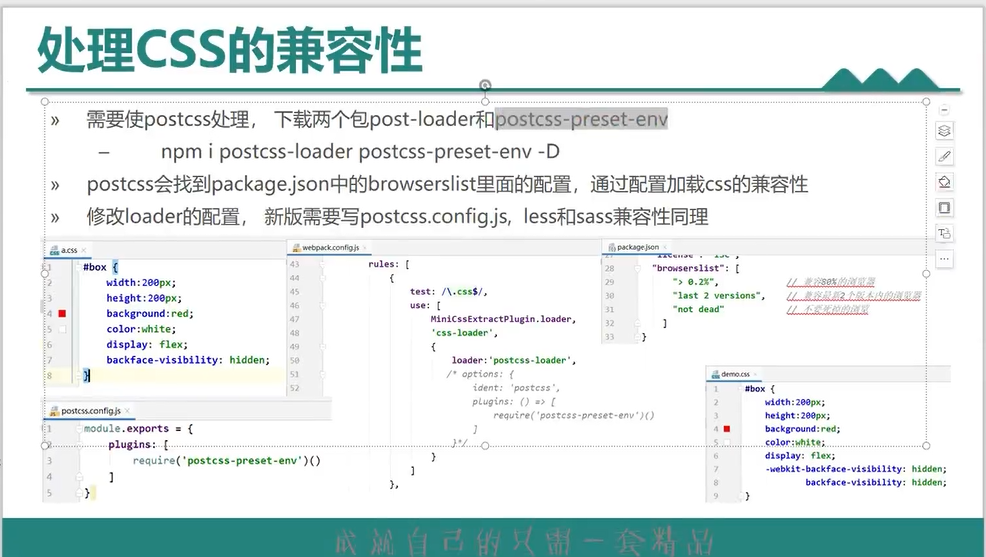 处理CSS的兼容性
» 需要使postcss处理， 下载两个包post-loader和postcss-preset-env
– npm i postcss-loader postcss-preset-env -D
» postcss会找到package.json中的browserslist里面的配置，通过配置加载css的兼容性
» 修改loader的配置， 新版需要写postcss.config.js, less和sass兼容性同理
a.css
1 #box {
2 width:200px;
3 height:200px;
4 background:red;
5 color:white;
6 display: flex;
7 backface-visibility: hidden;
8 }
postcss.config.js
1 module.exports = {
2 plugins: [
3 require('postcss-preset-env')()
4 ]
5 }
webpack.config.js
43 rules: [
44 {
45 test: /\.css$/,
46 use: [
47 MiniCssExtractPlugin.loader,
48 'css-loader',
49 {
50 loader:'postcss-loader',
51 /* options: {
52 ident: 'postcss',
plugins: () => [
require('postcss-preset-env')()
]
}*/
}
]
},
package.json
27 "license": "ISC",
28 "browserslist": [
29 "> 0.2%", // 兼容80%的浏览器
30 "last 2 versions", // 兼容最新2个版本内的浏览器
31 "not dead" // 不要死掉的浏览
32 ]
33 }
demo.css
1 #box {
2 width:200px;
3 height:200px;
4 background:red;
5 color:white;
6 display: flex;
7 -webkit-backface-visibility: hidden;
8 backface-visibility: hidden;
9 }
成就自己的只需一套精品